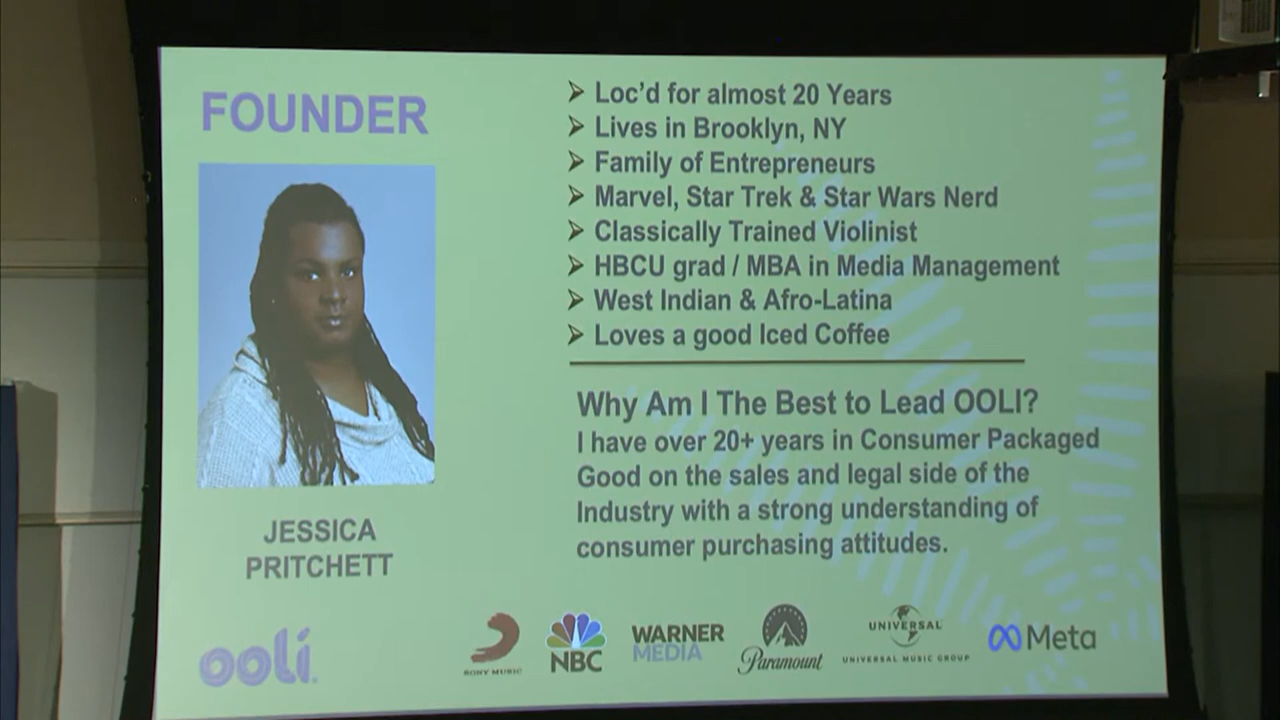 FOUNDER
JESSICA
PRITCHETT
ooli
➢ Loc'd for almost 20 Years
➢ Lives in Brooklyn, NY
➢ Family of Entrepreneurs
➢ Marvel, Star Trek & Star Wars Nerd
➢ Classically Trained Violinist
➢ HBCU grad / MBA in Media Management
➢ West Indian & Afro-Latina
➢ Loves a good Iced Coffee
Why Am I The Best to Lead OOLI?
I have over 20+ years in Consumer Packaged
Good on the sales and legal side of the
Industry with a strong understanding of
consumer purchasing attitudes.
SONY MUSIC
NBC
WARNER
MEDIA
Paramount
UNIVERSAL
UNIVERSAL MUSIC GROUP
Meta